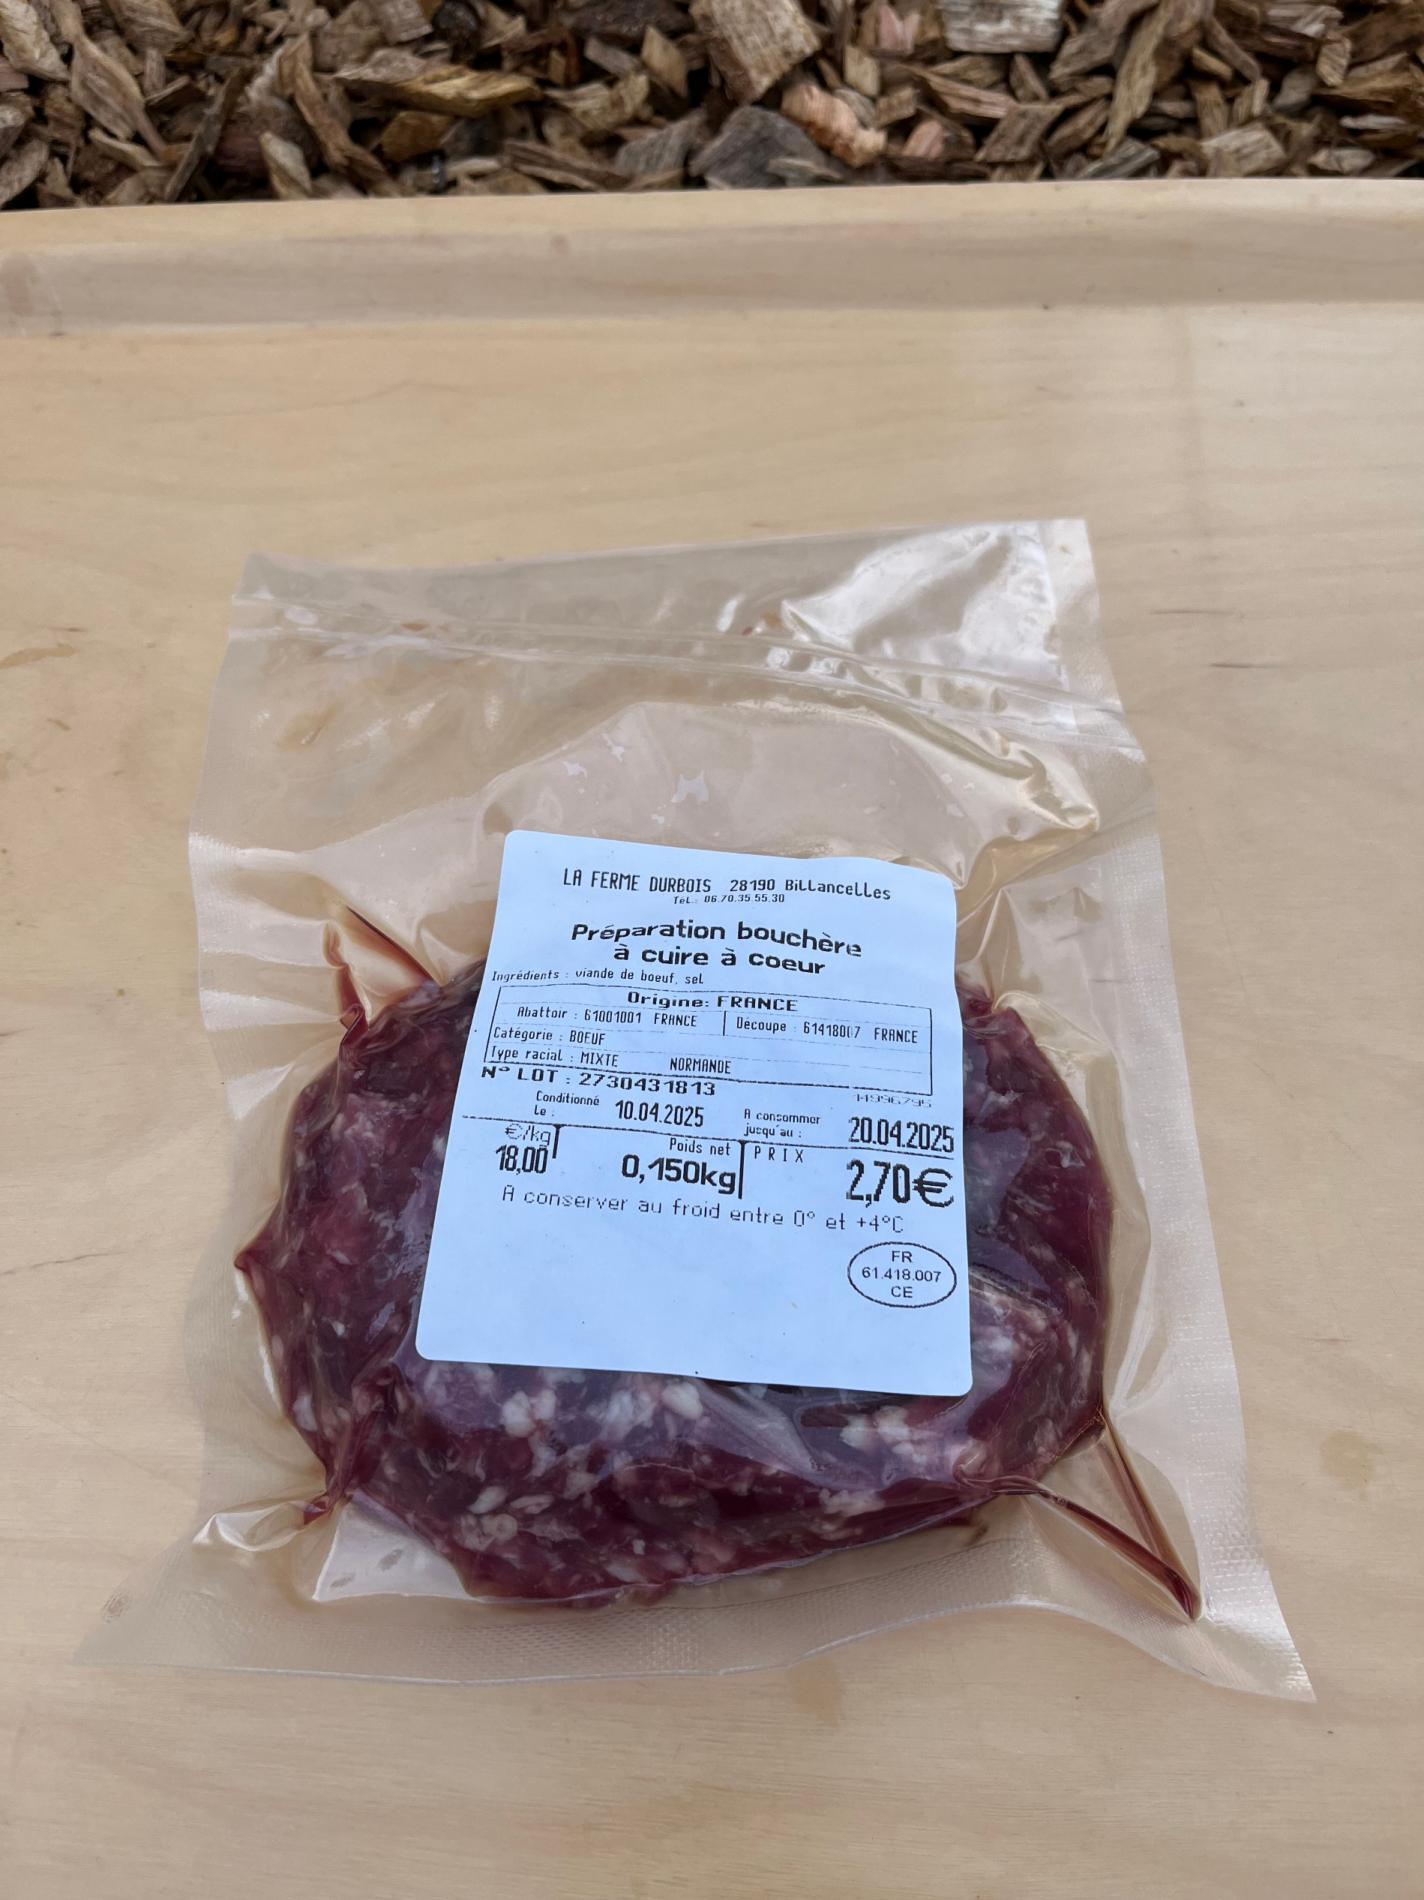 LA FERME DURBOIS 28190 Billancelles
Tél.: 06.70.35.55.30
Préparation bouchère
à cuire à coeur
Ingrédients : viande de boeuf, sel
Origine: FRANCE
Abattoir : 61001001 FRANCE Découpe : 61418007 FRANCE
Catégorie : BOEUF
Type racial : MIXTE NORMANDE
N° LOT : 2730431813
Conditionné le : 10.04.2025 A consommer jusqu'au : 20.04.2025
€/kg Poids net PRIX
18,00 0,150kg 2,70€
A conserver au froid entre 0° et +4°C
FR
61.418.007
CE